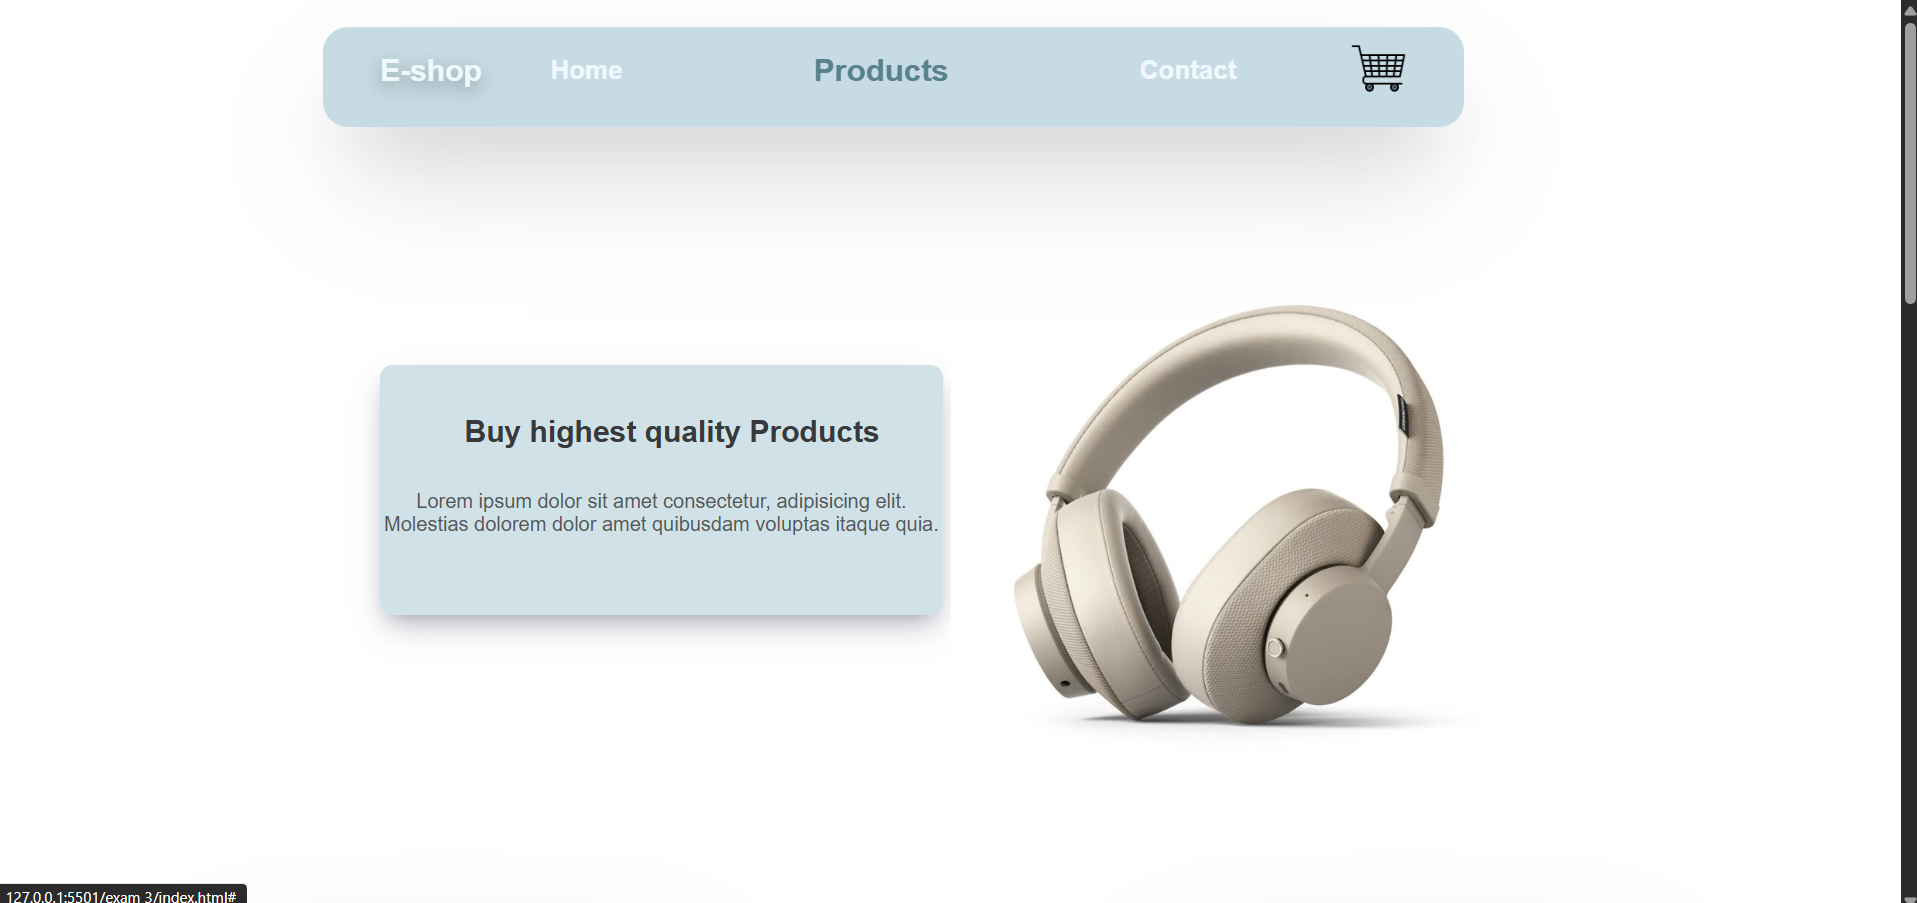 E-shop Home Products Contact
Buy highest quality Products
Lorem ipsum dolor sit amet consectetur, adipisicing elit.
Molestias dolorem dolor amet quibusdam voluptas itaque quia.
127.0.0.1:5501/exam 3/index.html#